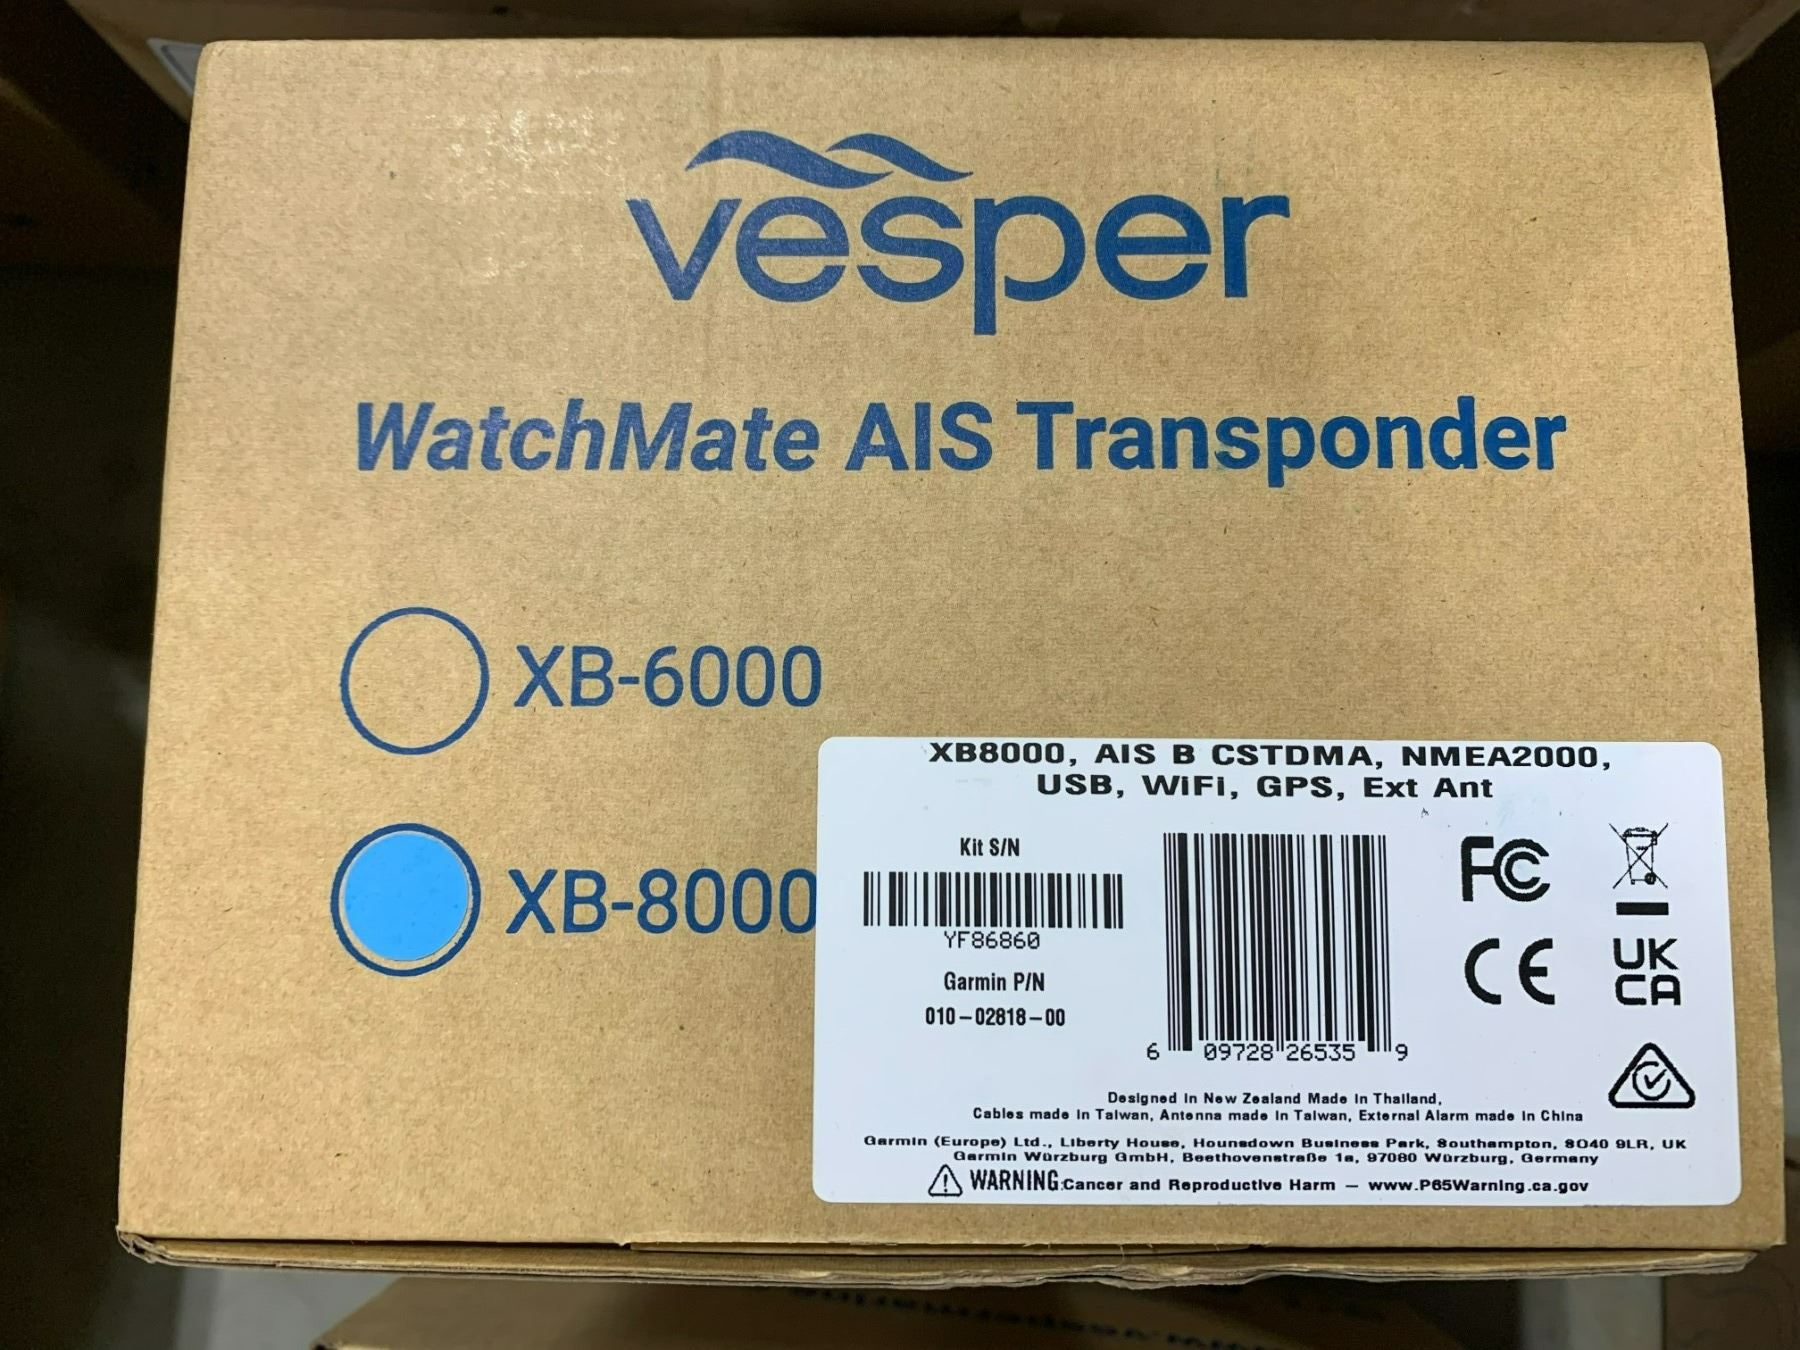 vesper
WatchMate AIS Transponder
XB-6000
XB-8000
XB8000, AIS B CSTDMA, NMEA2000,
USB, WiFi, GPS, Ext Ant
Kit S/N
YF86860
Garmin P/N
010-02818-00
6 09728 26535 9
FC
CE
UK
CA
Designed in New Zealand Made in Thailand,
Cables made in Taiwan, Antenna made in Taiwan, External Alarm made in China
Garmin (Europe) Ltd., Liberty House, Hounsdown Business Park, Southampton, SO40 9LR, UK
Garmin Würzburg GmbH, Beethovenstraße 1a, 97080 Würzburg, Germany
WARNING:Cancer and Reproductive Harm — www.P65Warning.ca.gov